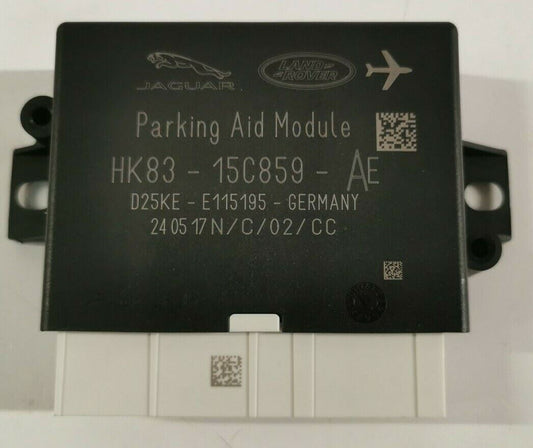 JAGUAR
LAND
ROVER
Parking Aid Module
HK83 - 15C859 - AE
D25KE - E115195 - GERMANY
24 05 17 N/C/02/CC